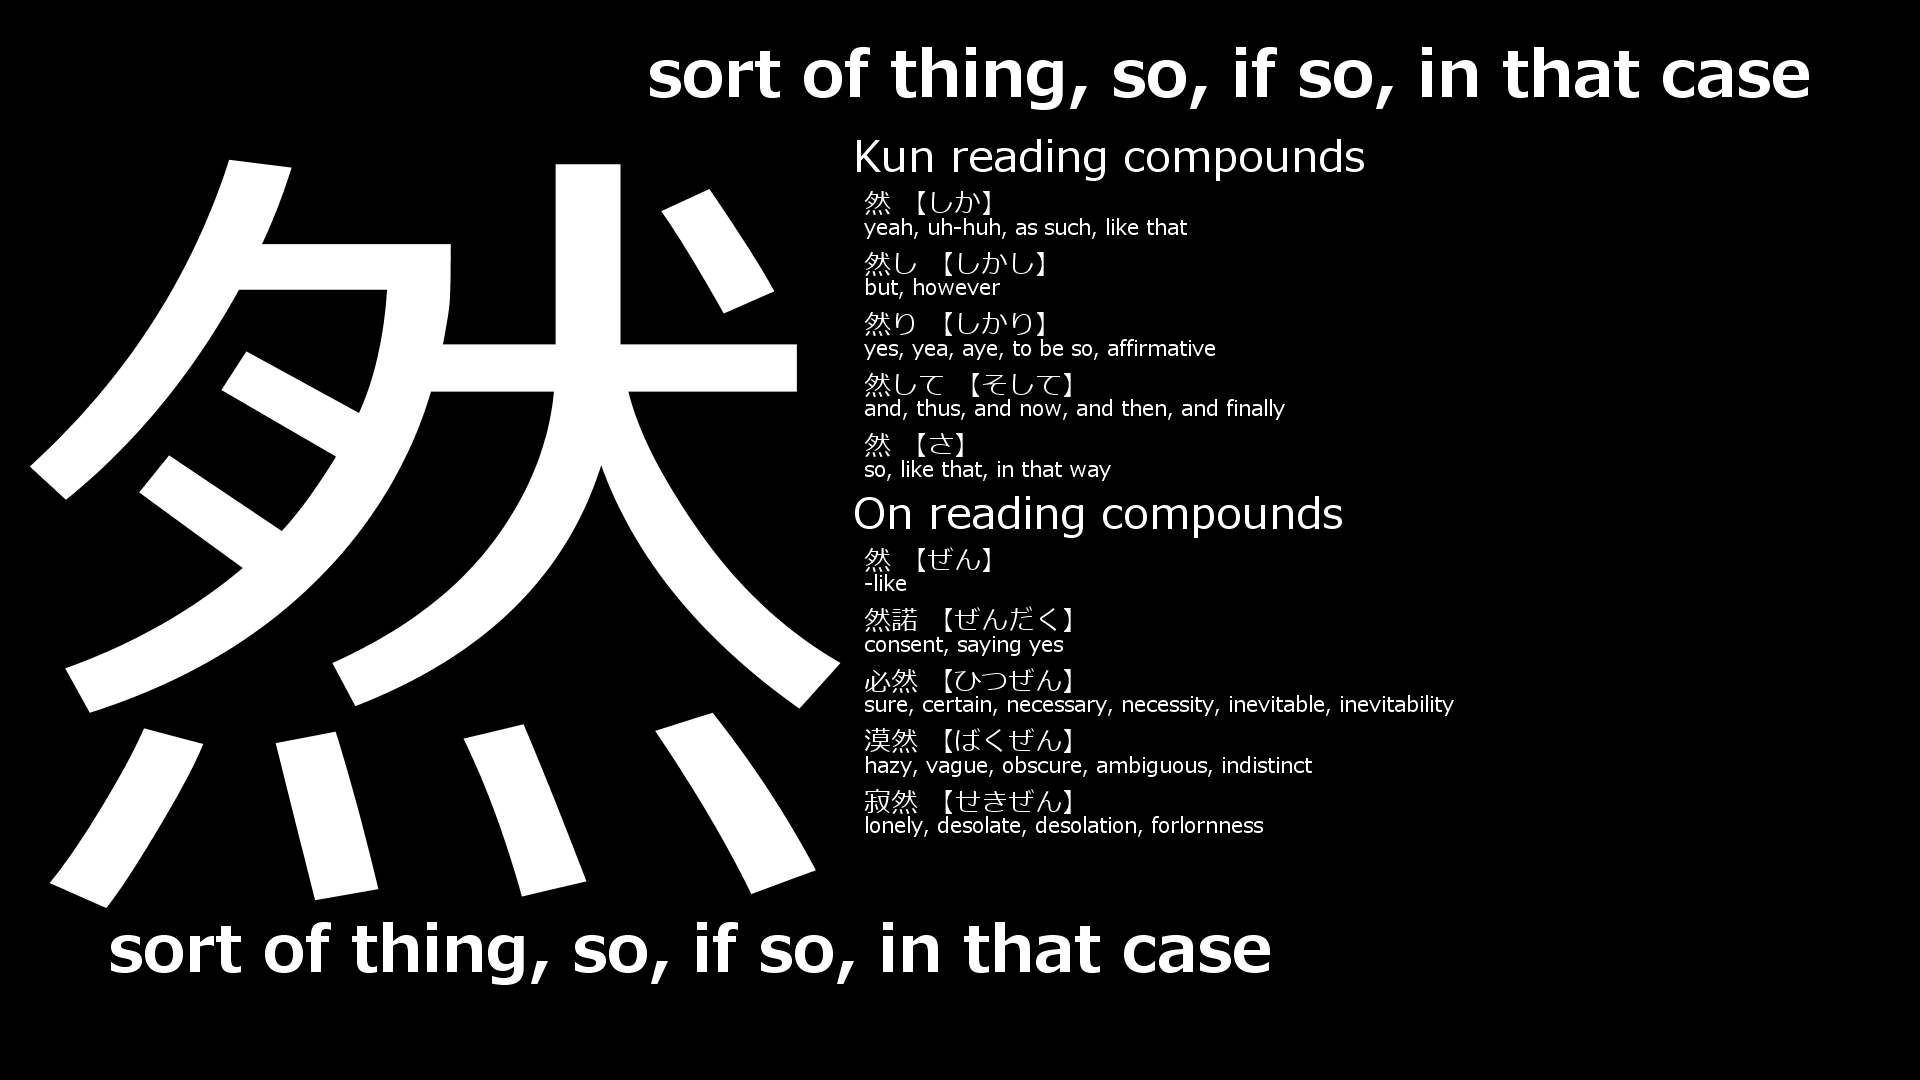 sort of thing, so, if so, in that case
然
Kun reading compounds
然 【しか】
yeah, uh-huh, as such, like that
然し 【しかし】
but, however
然り 【しかり】
yes, yea, aye, to be so, affirmative
然して 【そして】
and, thus, and now, and then, and finally
然 【さ】
so, like that, in that way
On reading compounds
然 【ぜん】
-like
然諾 【ぜんだく】
consent, saying yes
必然 【ひつぜん】
sure, certain, necessary, necessity, inevitable, inevitability
漠然 【ばくぜん】
hazy, vague, obscure, ambiguous, indistinct
寂然 【せきぜん】
lonely, desolate, desolation, forlornness
sort of thing, so, if so, in that case